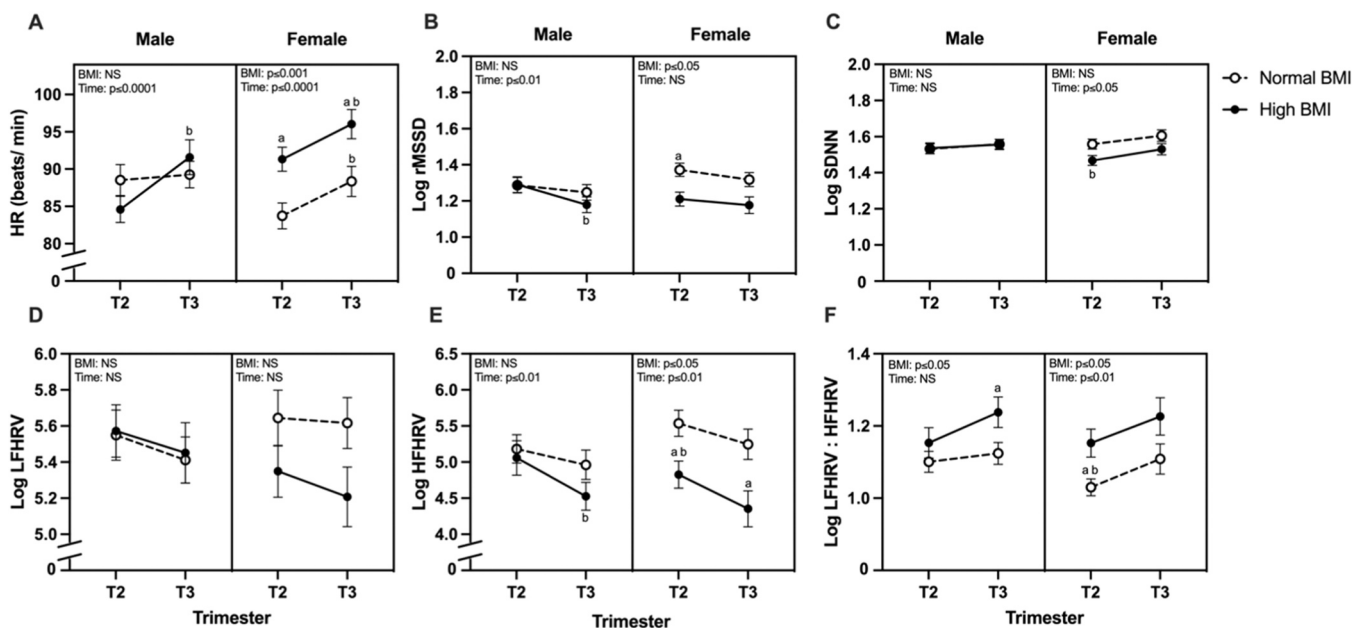 A
Male
Female
BMI: NS
Time: p≤0.0001
BMI: p≤0.001
Time: p≤0.0001
HR (beats/ min)
100
95
90
85
80
0
a
b
a b
b
T2
T3
T2
T3
B
Male
Female
BMI: NS
Time: p≤0.01
BMI: p≤0.05
Time: NS
Log rMSSD
2.0
1.8
1.6
1.4
1.2
1.0
0
b
a
T2
T3
T2
T3
C
Male
Female
BMI: NS
Time: NS
BMI: NS
Time: p≤0.05
Log SDNN
2.0
1.8
1.6
1.4
1.2
1.0
0
b
T2
T3
T2
T3
Normal BMI
High BMI
D
BMI: NS
Time: NS
BMI: NS
Time: NS
Log LFHRV
6.0
5.8
5.6
5.4
5.2
5.0
0
T2
T3
T2
T3
Trimester
E
BMI: NS
Time: p≤0.01
BMI: p≤0.05
Time: p≤0.01
Log HFHRV
6.5
6.0
5.5
5.0
4.5
4.0
0
b
a b
a
T2
T3
T2
T3
Trimester
F
BMI: p≤0.05
Time: NS
BMI: p≤0.05
Time: p≤0.01
Log LFHRV : HFHRV
1.4
1.2
1.0
0
a
a b
T2
T3
T2
T3
Trimester